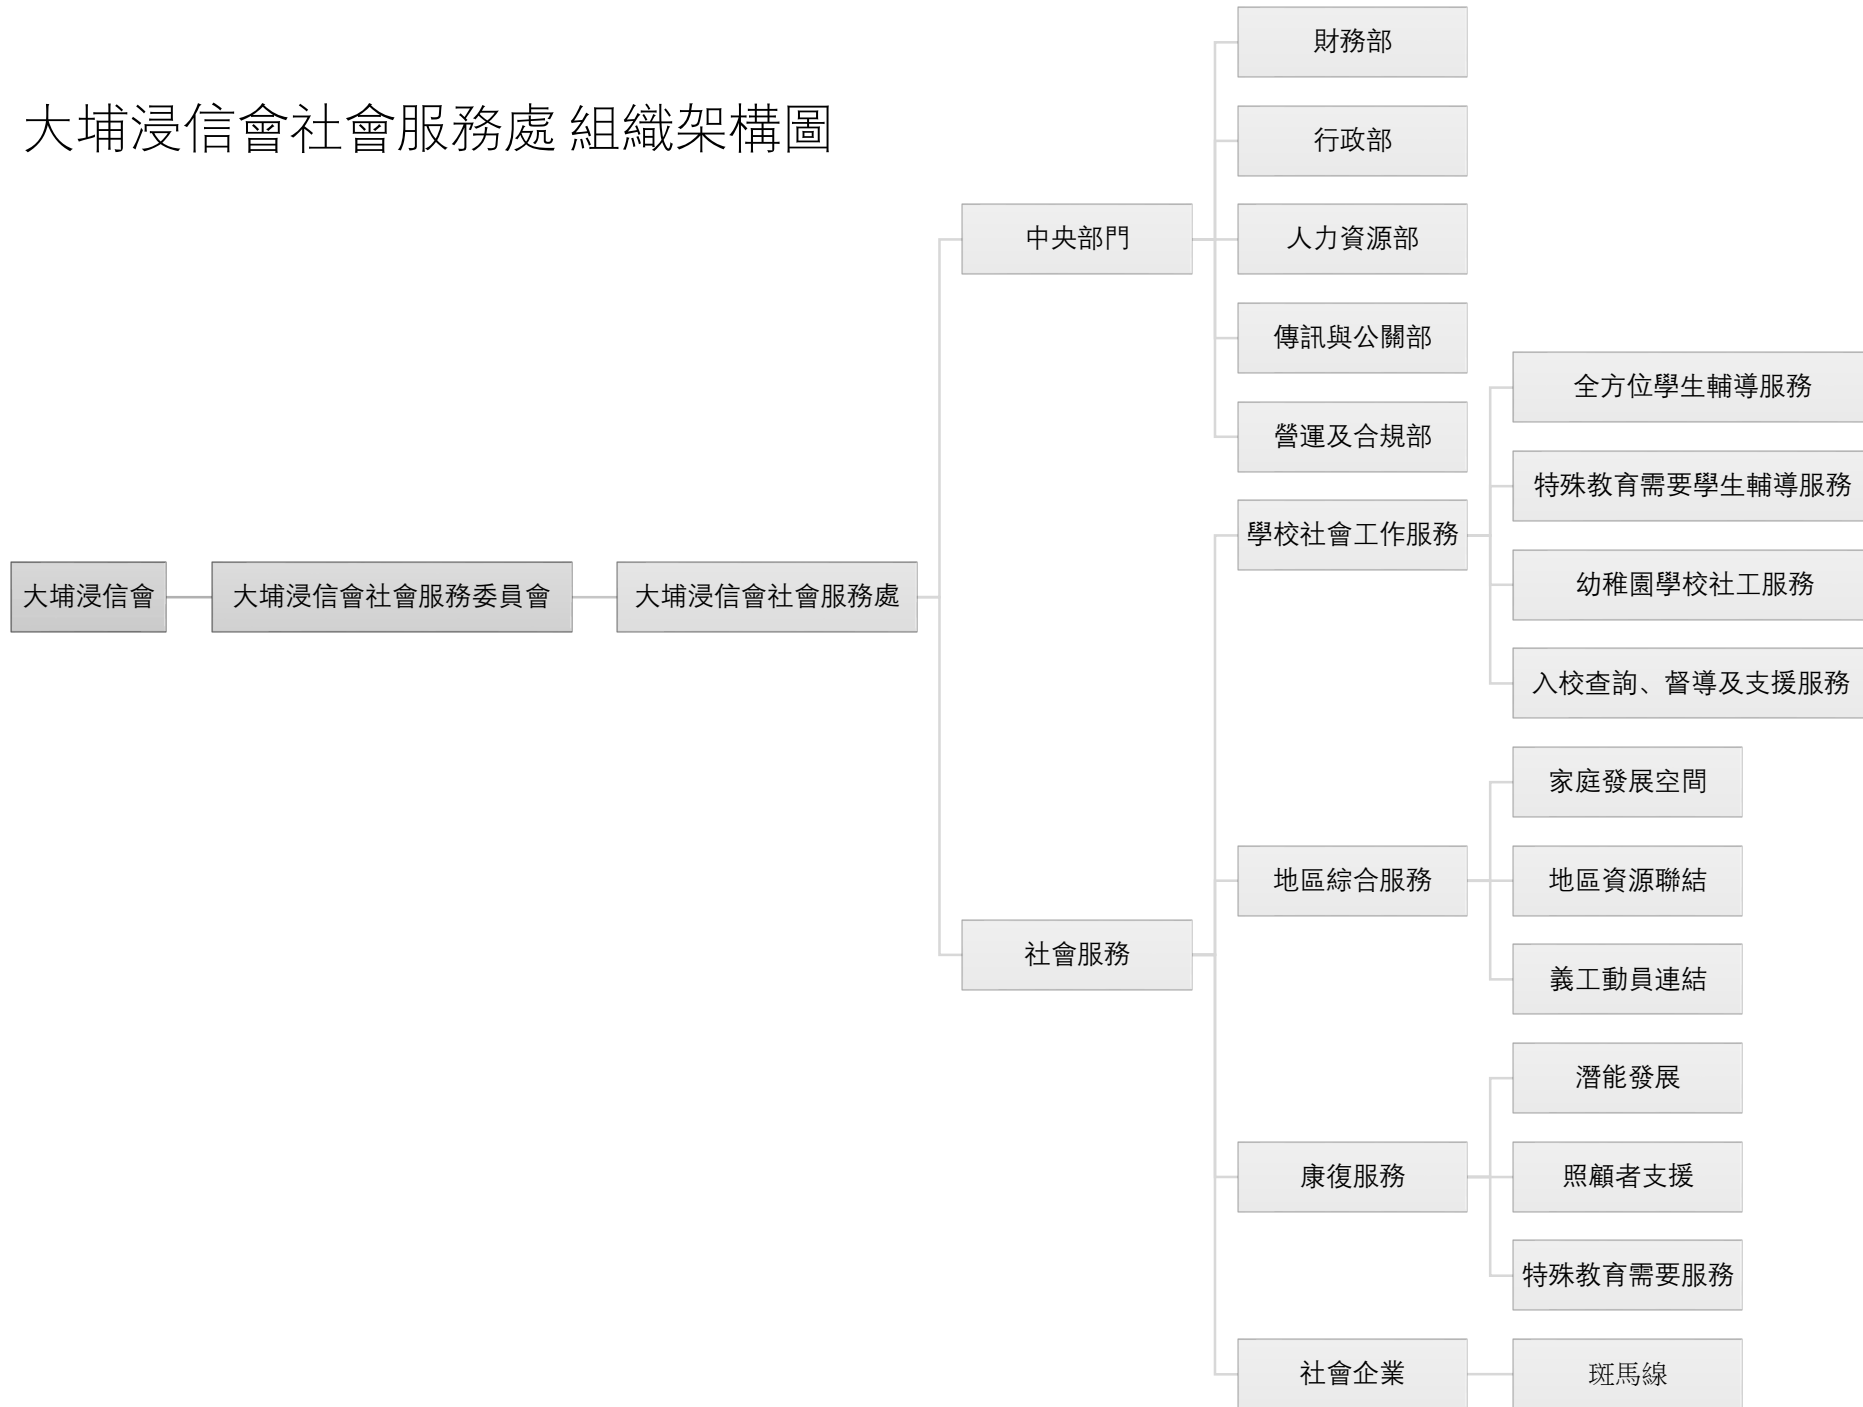 大埔浸信會社會服務處 組織架構圖
大埔浸信會
大埔浸信會社會服務委員會
大埔浸信會社會服務處
中央部門
財務部
行政部
人力資源部
傳訊與公關部
營運及合規部
社會服務
學校社會工作服務
全方位學生輔導服務
特殊教育需要學生輔導服務
幼稚園學校社工服務
入校查詢、督導及支援服務
地區綜合服務
家庭發展空間
地區資源聯結
義工動員連結
康復服務
潛能發展
照顧者支援
特殊教育需要服務
社會企業
斑馬線